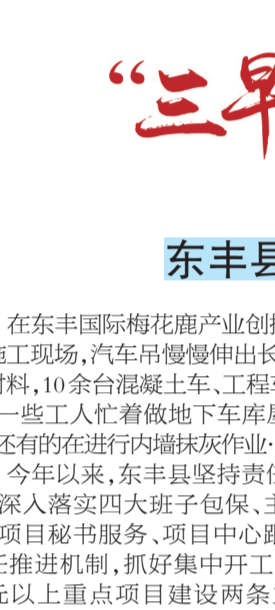 “三早
东丰县
在东丰国际梅花鹿产业创
施工现场,汽车吊慢慢伸出长
材料,10余台混凝土车、工程车
一些工人忙着做地下车库屋
还有的在进行内墙抹灰作业…
今年以来,东丰县坚持责任
深入落实四大班子包保、主
项目秘书服务、项目中心跟
任推进机制,抓好集中开工
元以上重点项目建设两条